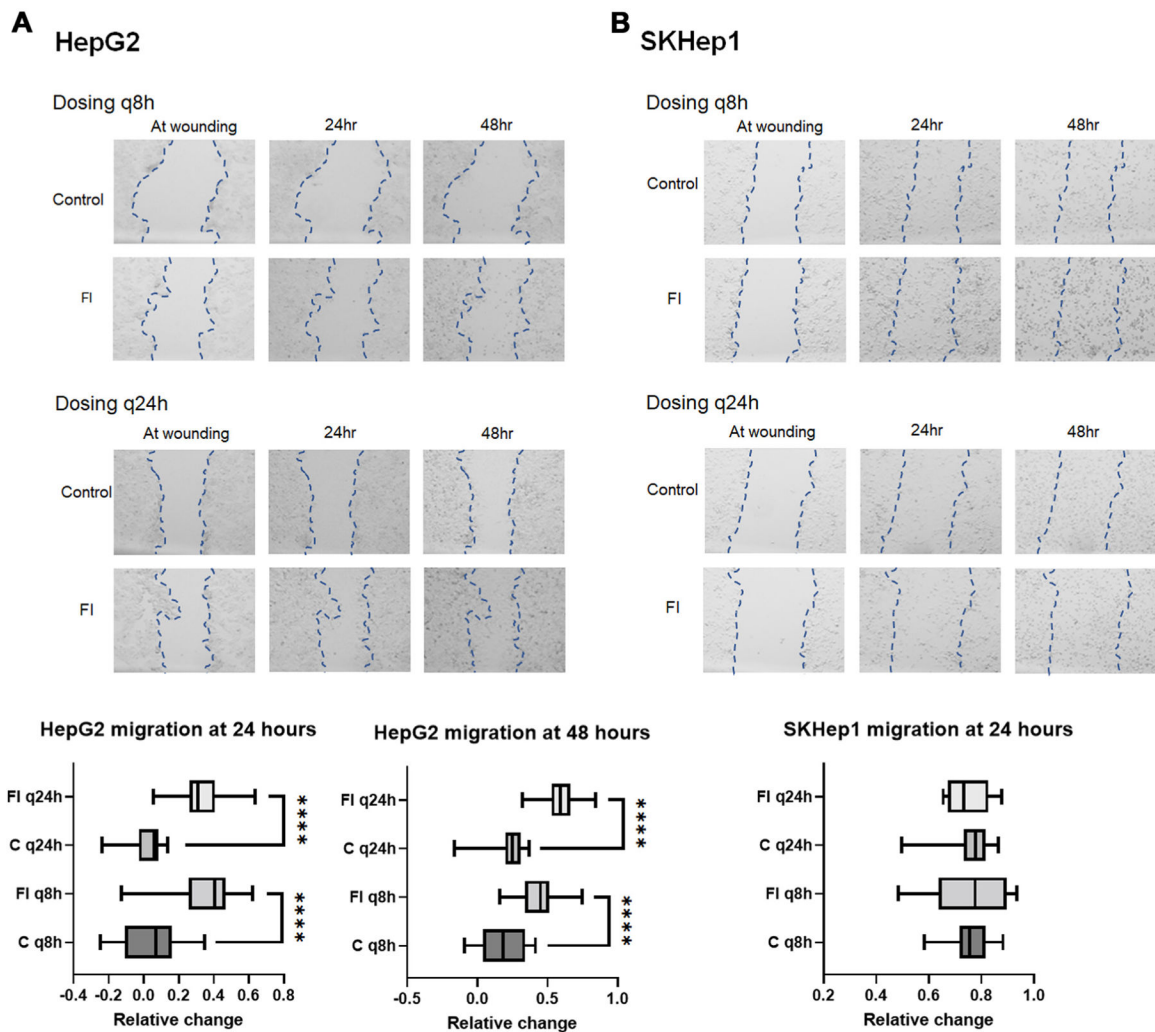 A
HepG2
Dosing q8h
At wounding
24hr
48hr
Control
FI
Dosing q24h
At wounding
24hr
48hr
Control
FI
B
SKHep1
Dosing q8h
At wounding
24hr
48hr
Control
FI
Dosing q24h
At wounding
24hr
48hr
Control
FI
HepG2 migration at 24 hours
FI q24h
C q24h
FI q8h
C q8h
****
****
-0.4 0.0 0.2 0.4 0.6 0.8
Relative change
HepG2 migration at 48 hours
FI q24h
C q24h
FI q8h
C q8h
****
****
-0.5 0.0 0.5 1.0
Relative change
SKHep1 migration at 24 hours
FI q24h
C q24h
FI q8h
C q8h
0.2 0.4 0.6 0.8 1.0
Relative change